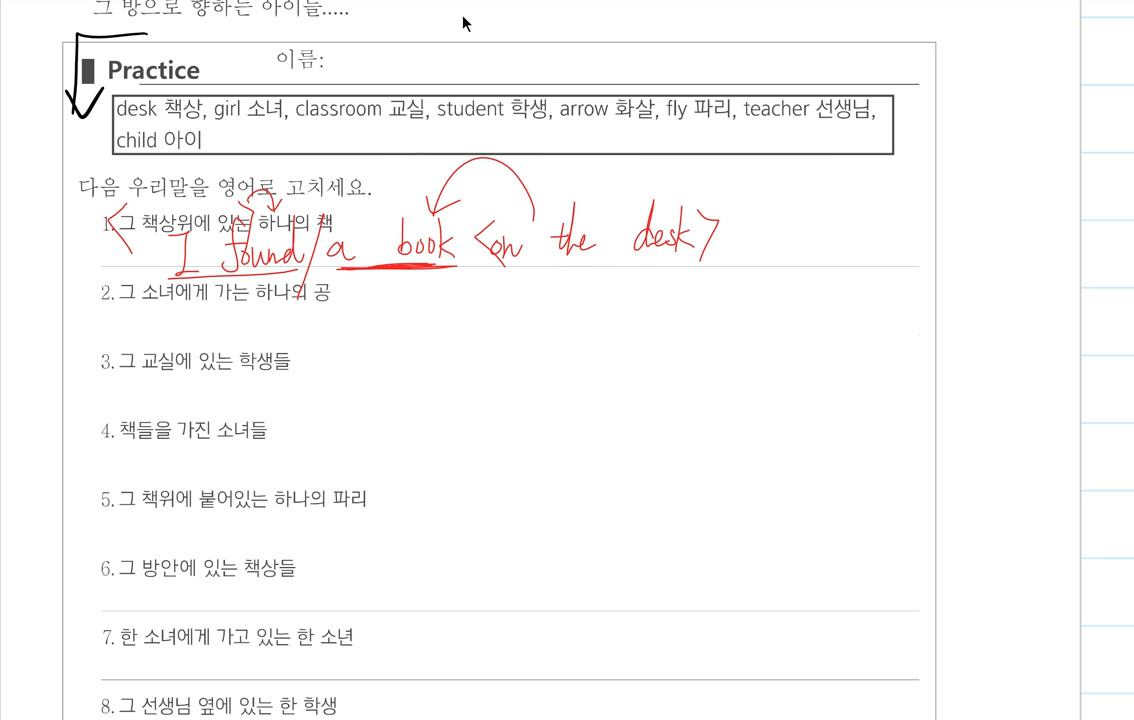 그 방으로 향하는 아이들.....
Practice
이름:
desk 책상, girl 소녀, classroom 교실, student 학생, arrow 화살, fly 파리, teacher 선생님,
child 아이
다음 우리말을 영어로 고치세요.
1. 그 책상위에 있는 하나의 책
I found / a book <on the desk>
2. 그 소녀에게 가는 하나의 공
3. 그 교실에 있는 학생들
4. 책들을 가진 소녀들
5. 그 책위에 붙어있는 하나의 파리
6. 그 방안에 있는 책상들
7. 한 소녀에게 가고 있는 한 소년
8. 그 선생님 옆에 있는 한 학생